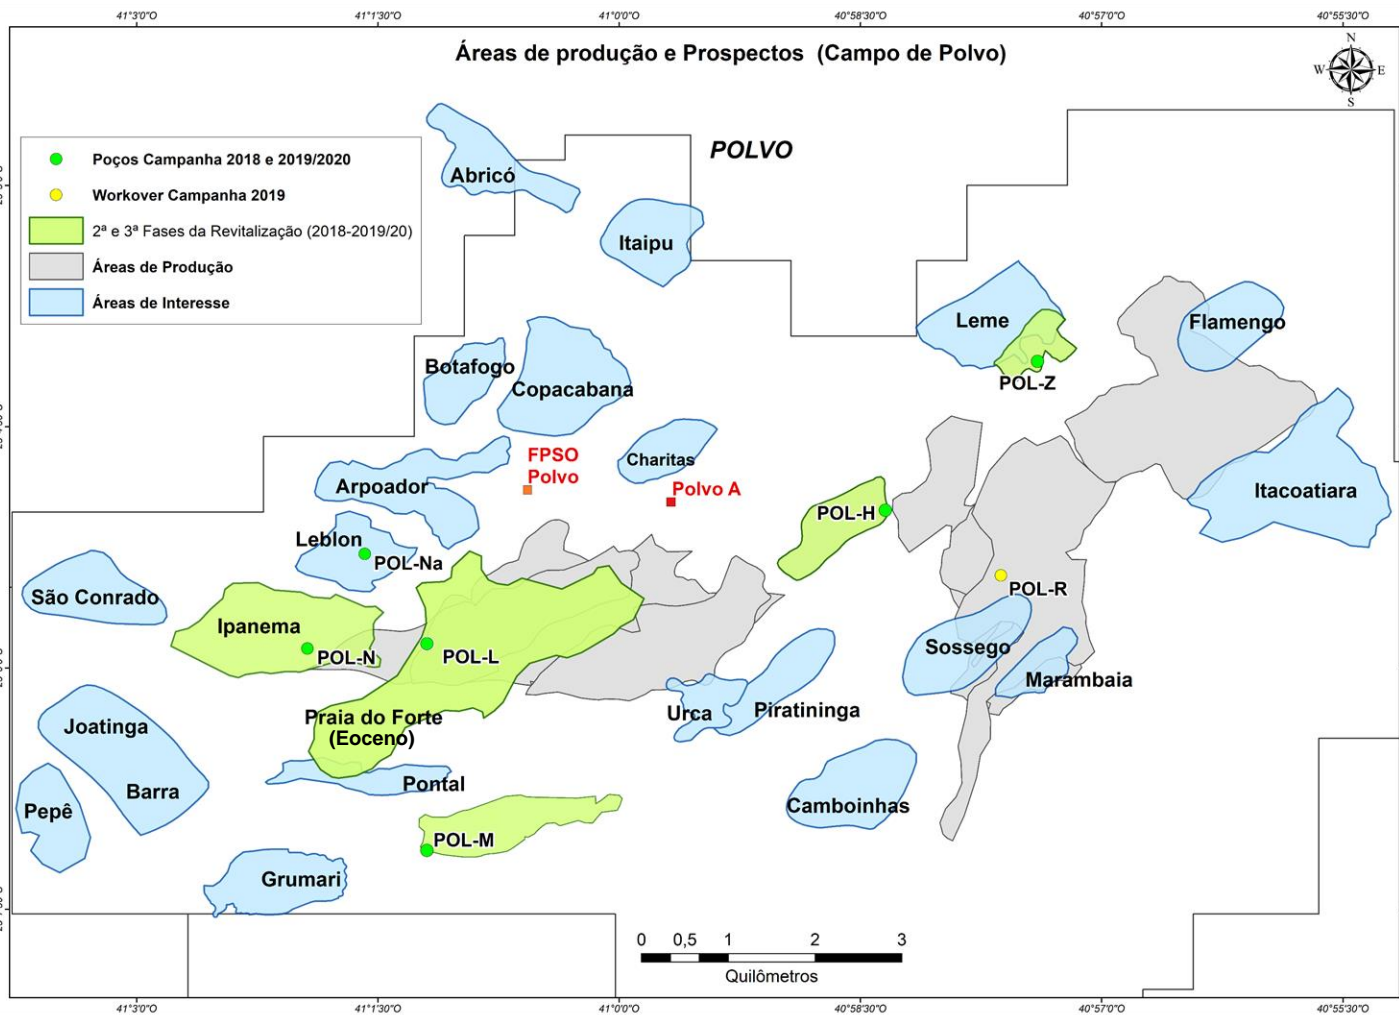 41°3'0"O 41°1'30"O 41°0'0"O 40°58'30"O 40°57'0"O 40°55'30"O
Áreas de produção e Prospectos (Campo de Polvo)
N
W E
S
POLVO
Poços Campanha 2018 e 2019/2020
Workover Campanha 2019
2ª e 3ª Fases da Revitalização (2018-2019/20)
Áreas de Produção
Áreas de Interesse
Abricó
Itaipu
Leme
Flamengo
Botafogo
Copacabana
POL-Z
FPSO
Polvo
Charitas
Arpoador
Polvo A
Itacoatiara
POL-H
Leblon
POL-Na
POL-R
São Conrado
Ipanema
POL-N
POL-L
Sossego
Marambaia
Praia do Forte
(Eoceno)
Urca
Piratininga
Joatinga
Barra
Pontal
Pepê
Camboinhas
POL-M
Grumari
0 0,5 1 2 3
Quilômetros
41°3'0"O 41°1'30"O 41°0'0"O 40°58'30"O 40°57'0"O 40°55'30"O